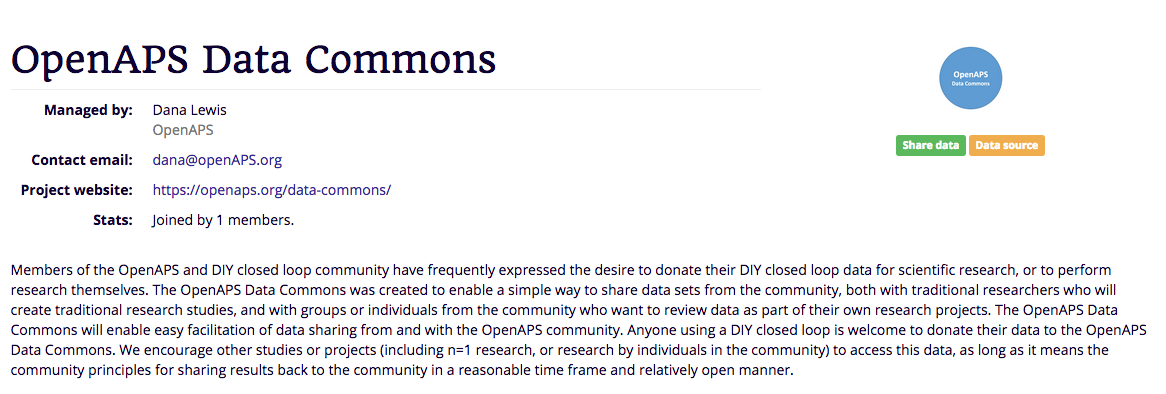 OpenAPS Data Commons
OpenAPS
Data Commons
Managed by: Dana Lewis
OpenAPS
Share data Data source
Contact email: dana@openAPS.org
Project website: https://openaps.org/data-commons/
Stats: Joined by 1 members.
Members of the OpenAPS and DIY closed loop community have frequently expressed the desire to donate their DIY closed loop data for scientific research, or to perform
research themselves. The OpenAPS Data Commons was created to enable a simple way to share data sets from the community, both with traditional researchers who will
create traditional research studies, and with groups or individuals from the community who want to review data as part of their own research projects. The OpenAPS Data
Commons will enable easy facilitation of data sharing from and with the OpenAPS community. Anyone using a DIY closed loop is welcome to donate their data to the OpenAPS
Data Commons. We encourage other studies or projects (including n=1 research, or research by individuals in the community) to access this data, as long as it means the
community principles for sharing results back to the community in a reasonable time frame and relatively open manner.